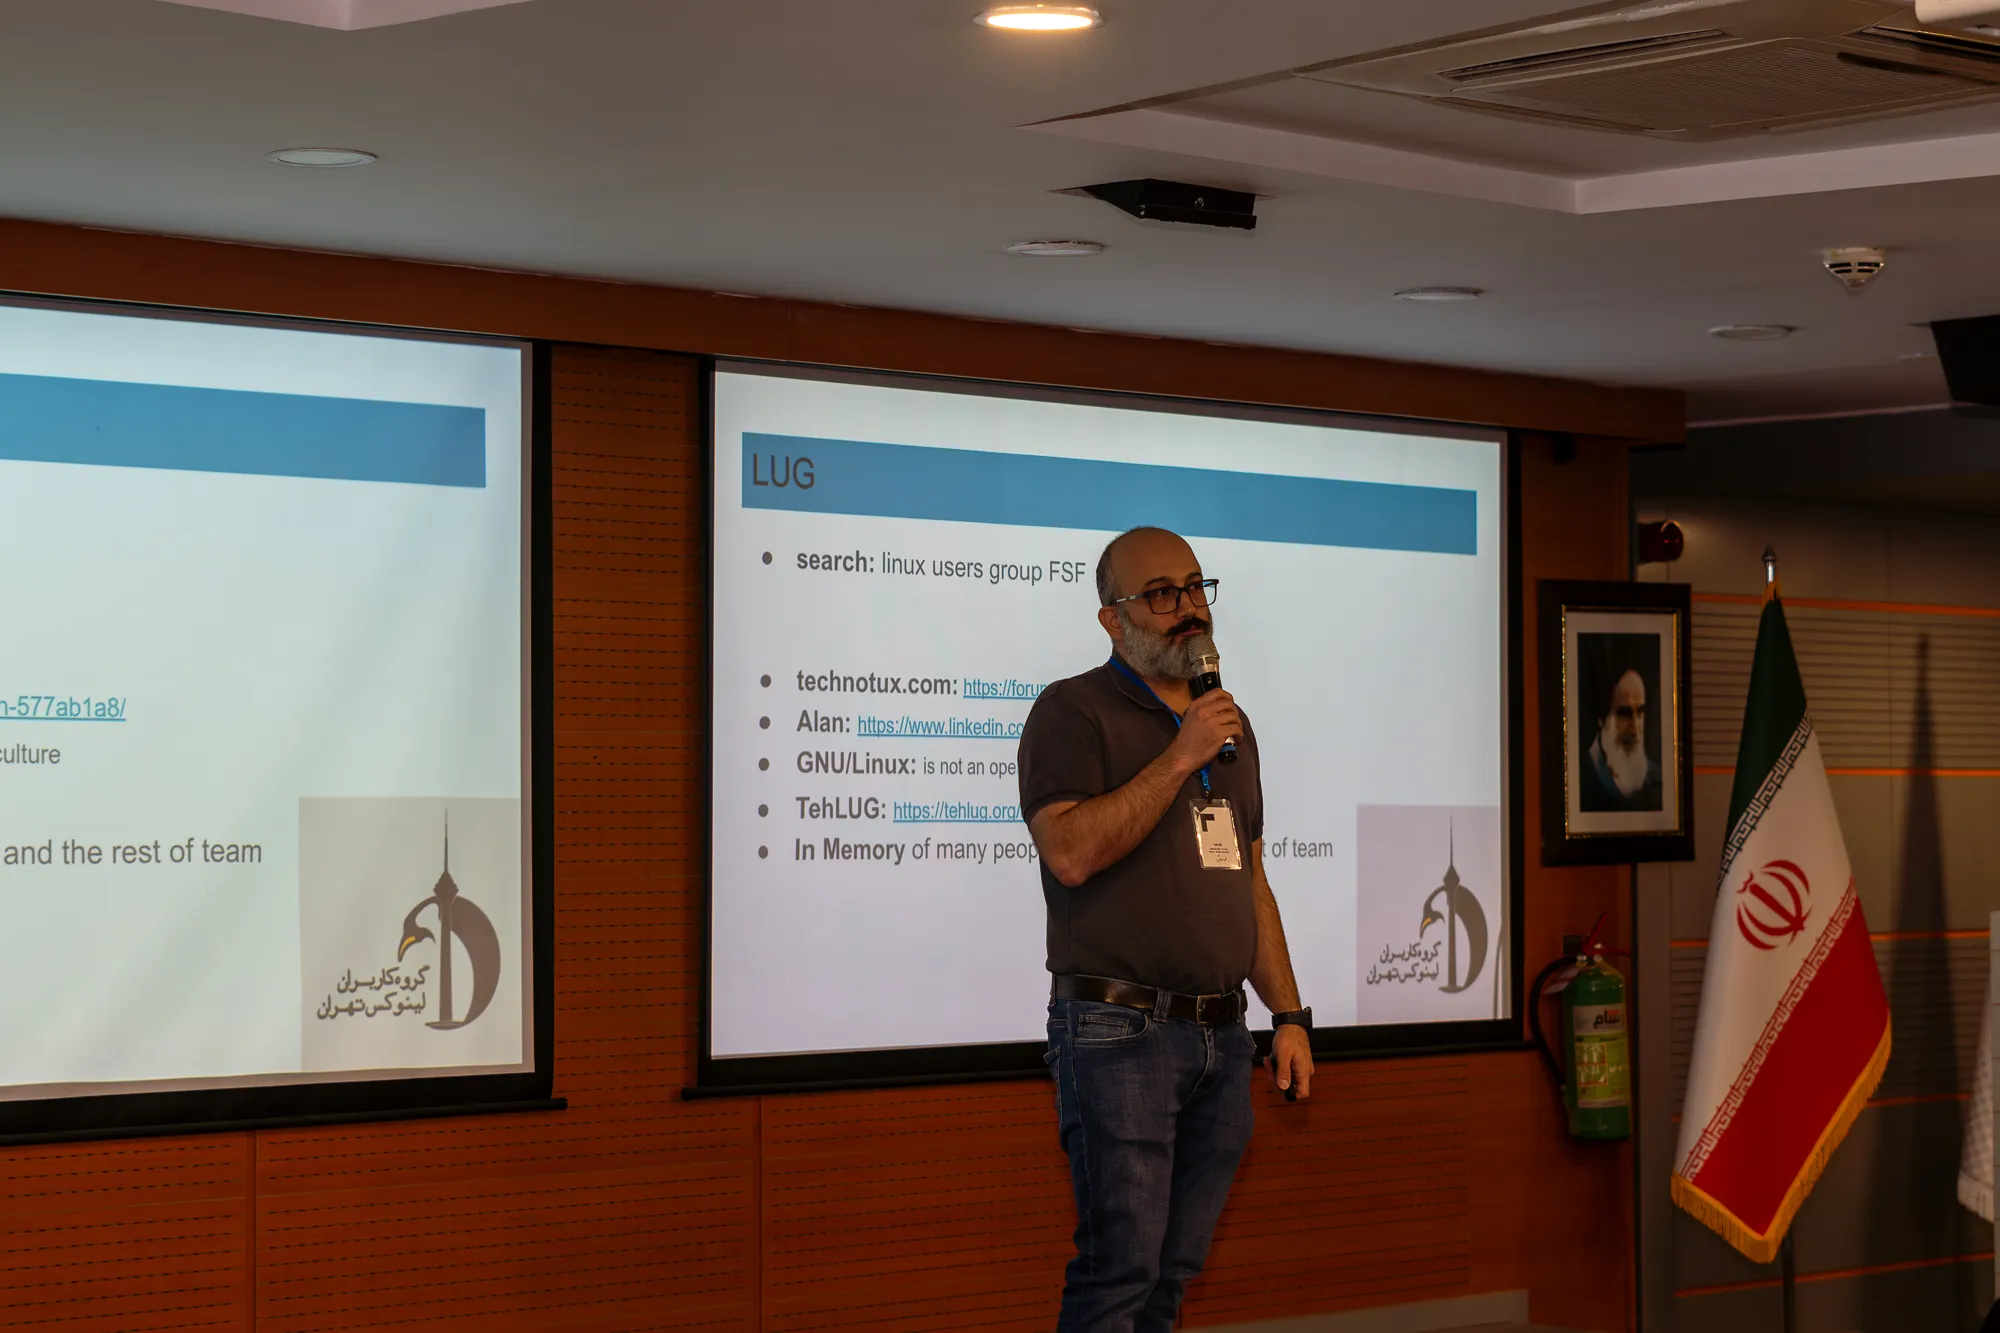 n-577ab1a8/
culture
and the rest of team
گروه‌کاربران
لینوکس‌تهران
LUG
search: linux users group FSF
technotux.com: https://forum
Alan: https://www.linkedin.co
GNU/Linux: is not an ope
TehLUG: https://tehlug.org/
In Memory of many peop t of team
گروه‌کاربران
لینوکس‌تهران
سام